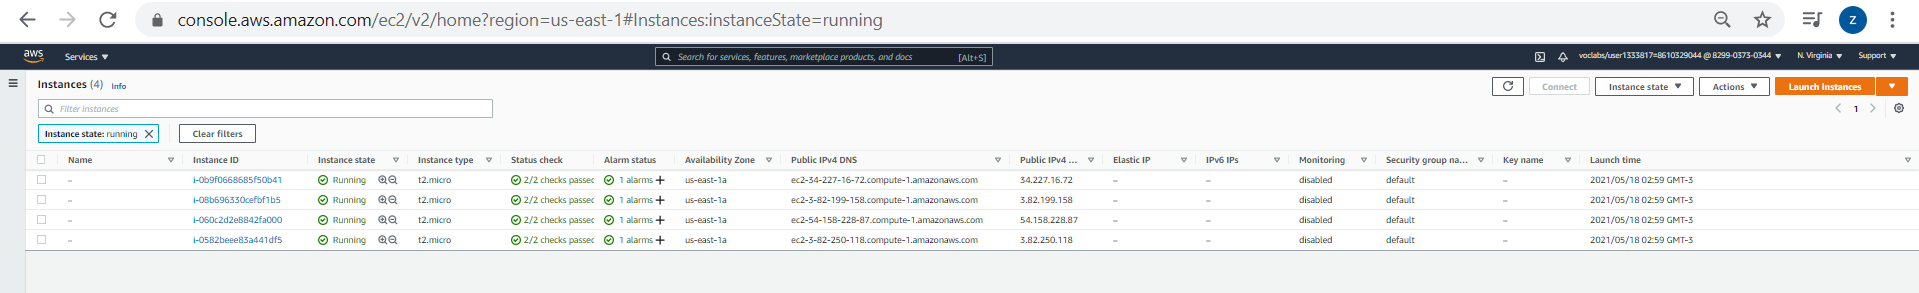 console.aws.amazon.com/ec2/v2/home?region=us-east-1#Instances:instanceState=running
Z
aws Services Search for services, features, marketplace products, and docs [Alt+S] voclabs/user1333817=8610329044 @ 8299-0373-0344 N. Virginia Support
Instances (4) Info Connect Instance state Actions Launch instances
Filter instances 1
Instance state: running Clear filters
Name Instance ID Instance state Instance type Status check Alarm status Availability Zone Public IPv4 DNS Public IPv4 ... Elastic IP IPv6 IPs Monitoring Security group na... Key name Launch time
– i-0b9f0668685f50b41 Running t2.micro 2/2 checks passed 1 alarms + us-east-1a ec2-34-227-16-72.compute-1.amazonaws.com 34.227.16.72 – – disabled default – 2021/05/18 02:59 GMT-3
– i-08b696330cefbf1b5 Running t2.micro 2/2 checks passed 1 alarms + us-east-1a ec2-3-82-199-158.compute-1.amazonaws.com 3.82.199.158 – – disabled default – 2021/05/18 02:59 GMT-3
– i-060c2d2e8842fa000 Running t2.micro 2/2 checks passed 1 alarms + us-east-1a ec2-54-158-228-87.compute-1.amazonaws.com 54.158.228.87 – – disabled default – 2021/05/18 02:59 GMT-3
– i-0582beee83a441df5 Running t2.micro 2/2 checks passed 1 alarms + us-east-1a ec2-3-82-250-118.compute-1.amazonaws.com 3.82.250.118 – – disabled default – 2021/05/18 02:59 GMT-3